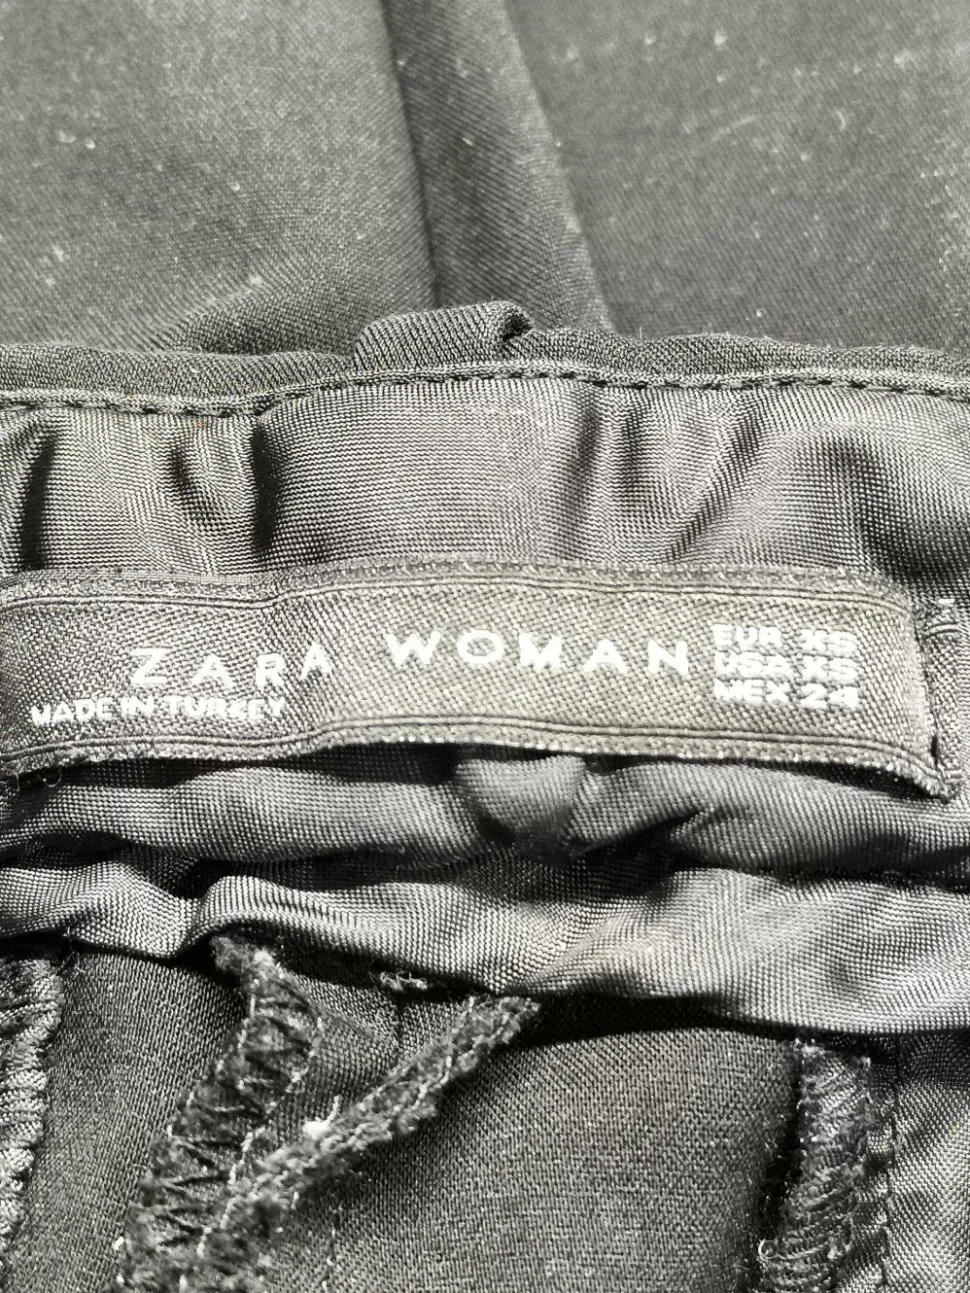 ZARA WOMAN
MADE IN TURKEY
EUR XS
USA XS
MEX 24